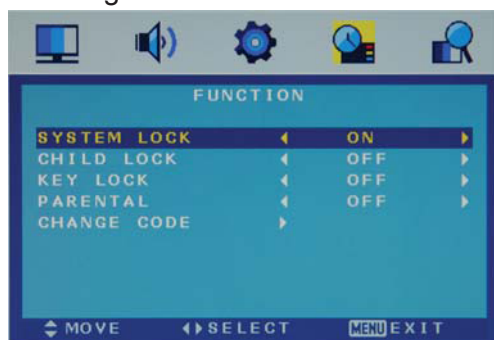 FUNCTION
SYSTEM LOCK ON
CHILD LOCK OFF
KEY LOCK OFF
PARENTAL OFF
CHANGE CODE
MOVE SELECT MENU EXIT